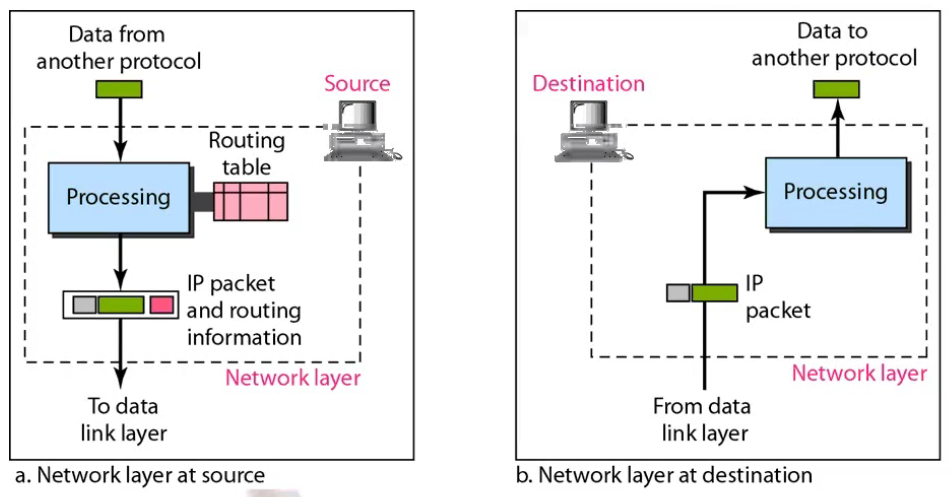 Data from
another protocol
Source
Routing
table
Processing
IP packet
and routing
information
Network layer
To data
link layer
a. Network layer at source
Data to
another protocol
Destination
Processing
IP
packet
Network layer
From data
link layer
b. Network layer at destination